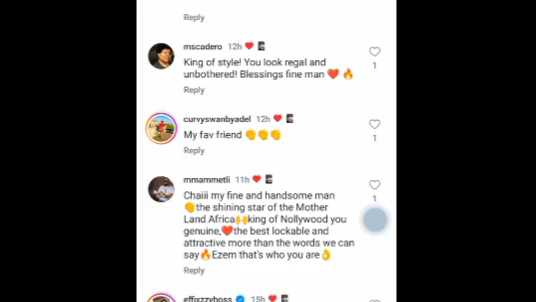 Reply
mscadero 12h
King of style! You look regal and
unbothered! Blessings fine man ❤️ 🔥
1
Reply
curvyswanbyadel 12h
My fav friend 👏👏👏
1
Reply
mmammetli 11h
Chaiii my fine and handsome man
1
👏the shining star of the Mother
Land Africa🙌king of Nollywood you
genuine,❤️the best lockable and
attractive more than the words we can
say🔥Ezem that's who you are👌
Reply
effixzzyboss 15h